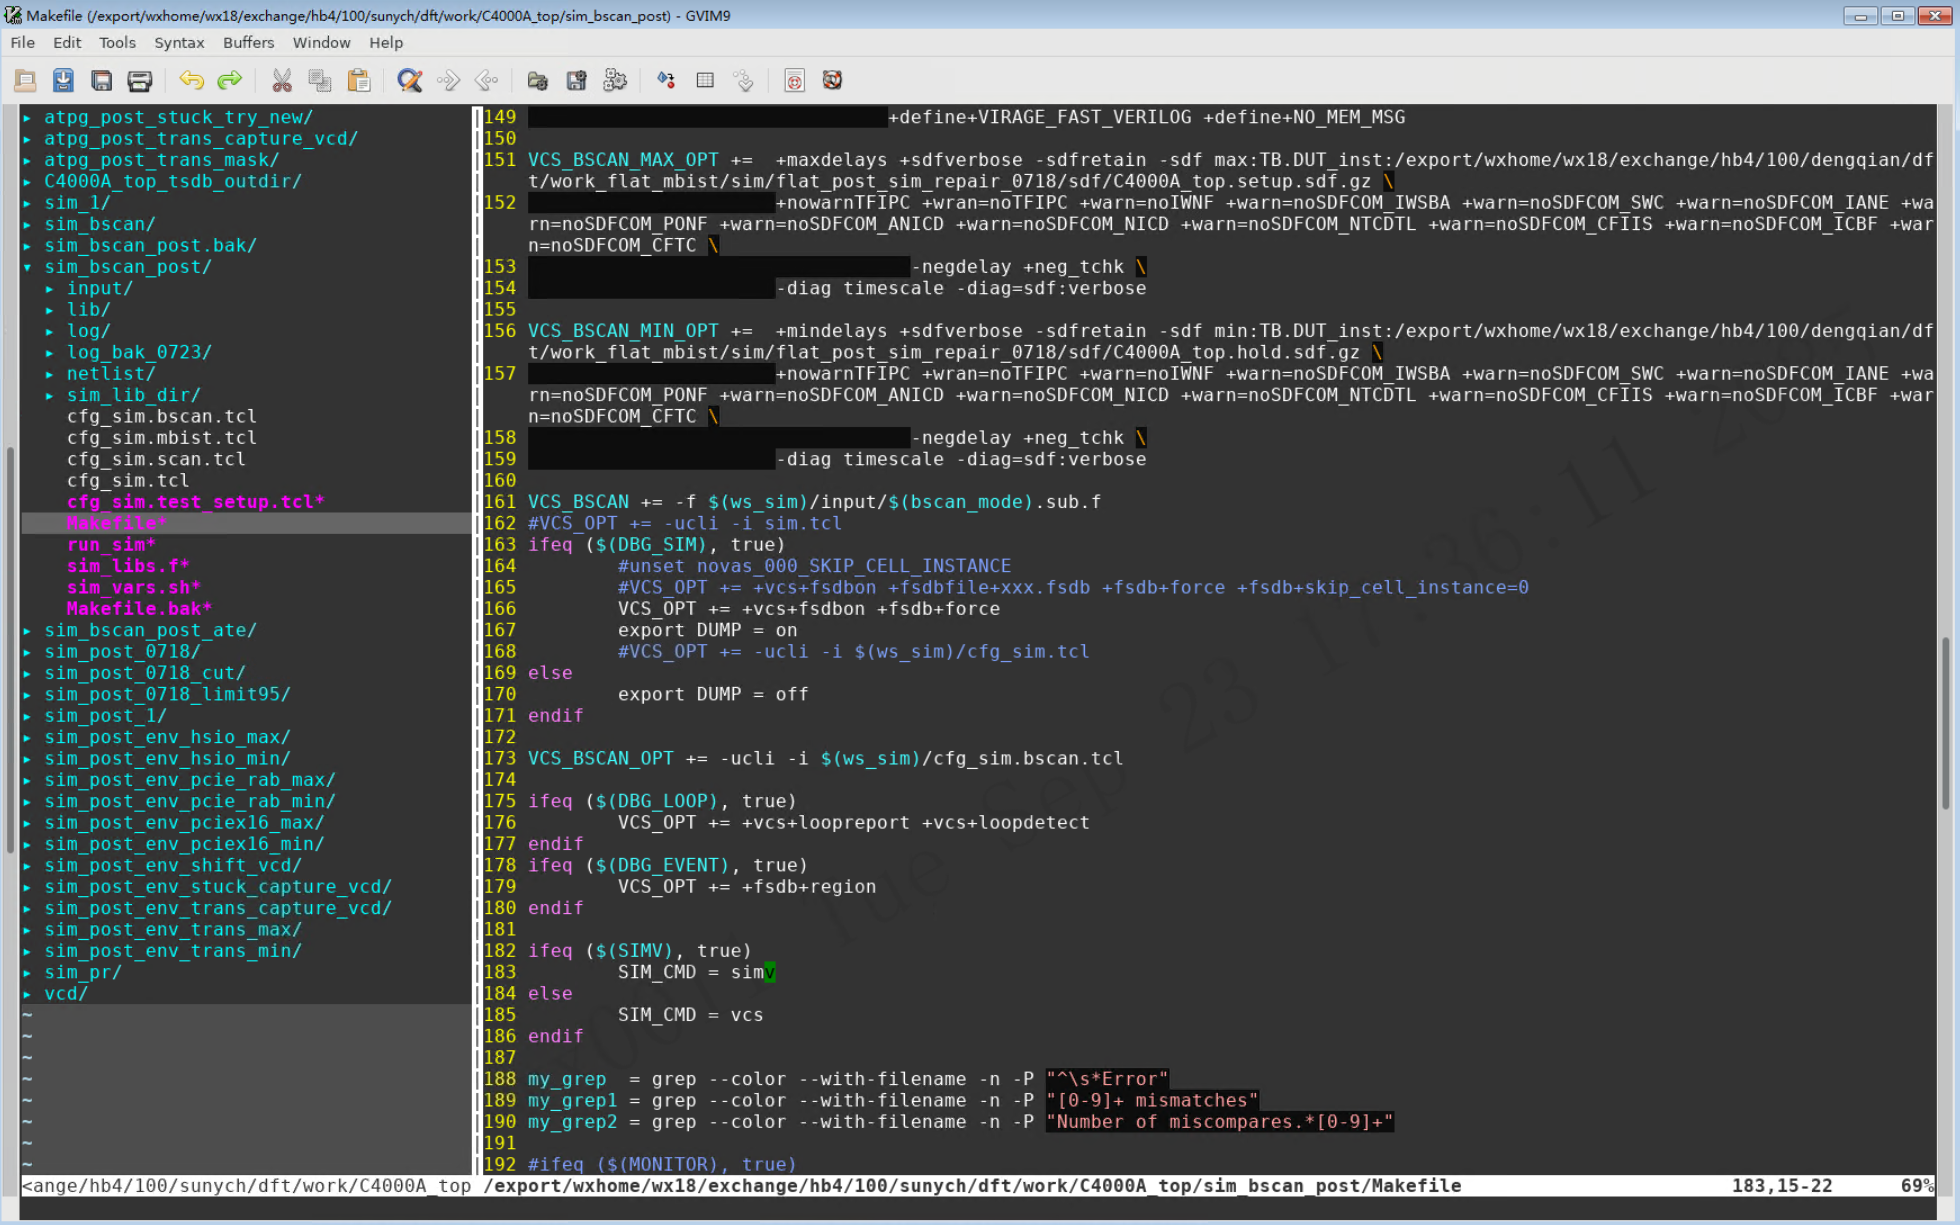 Makefile (/export/wxhome/wx18/exchange/hb4/100/sunych/dft/work/C4000A_top/sim_bscan_post) - GVIM9
File Edit Tools Syntax Buffers Window Help
▸ atpg_post_stuck_try_new/
▸ atpg_post_trans_capture_vcd/
▸ atpg_post_trans_mask/
▸ C4000A_top_tsdb_outdir/
▸ sim_1/
▸ sim_bscan/
▸ sim_bscan_post.bak/
▾ sim_bscan_post/
▸ input/
▸ lib/
▸ log/
▸ log_bak_0723/
▸ netlist/
▸ sim_lib_dir/
cfg_sim.bscan.tcl
cfg_sim.mbist.tcl
cfg_sim.scan.tcl
cfg_sim.tcl
cfg_sim.test_setup.tcl*
Makefile*
run_sim*
sim_libs.f*
sim_vars.sh*
Makefile.bak*
▸ sim_bscan_post_ate/
▸ sim_post_0718/
▸ sim_post_0718_cut/
▸ sim_post_0718_limit95/
▸ sim_post_1/
▸ sim_post_env_hsio_max/
▸ sim_post_env_hsio_min/
▸ sim_post_env_pcie_rab_max/
▸ sim_post_env_pcie_rab_min/
▸ sim_post_env_pciex16_max/
▸ sim_post_env_pciex16_min/
▸ sim_post_env_shift_vcd/
▸ sim_post_env_stuck_capture_vcd/
▸ sim_post_env_trans_capture_vcd/
▸ sim_post_env_trans_max/
▸ sim_post_env_trans_min/
▸ sim_pr/
▸ vcd/
~
~
~
~
~
~
~
~
149 +define+VIRAGE_FAST_VERILOG +define+NO_MEM_MSG
150
151 VCS_BSCAN_MAX_OPT +=  +maxdelays +sdfverbose -sdfretain -sdf max:TB.DUT_inst:/export/wxhome/wx18/exchange/hb4/100/dengqian/df
t/work_flat_mbist/sim/flat_post_sim_repair_0718/sdf/C4000A_top.setup.sdf.gz \
152 +nowarnTFIPC +wran=noTFIPC +warn=noIWNF +warn=noSDFCOM_IWSBA +warn=noSDFCOM_SWC +warn=noSDFCOM_IANE +wa
rn=noSDFCOM_PONF +warn=noSDFCOM_ANICD +warn=noSDFCOM_NICD +warn=noSDFCOM_NTCDTL +warn=noSDFCOM_CFIIS +warn=noSDFCOM_ICBF +war
n=noSDFCOM_CFTC \
153 -negdelay +neg_tchk \
154 -diag timescale -diag=sdf:verbose
155
156 VCS_BSCAN_MIN_OPT +=  +mindelays +sdfverbose -sdfretain -sdf min:TB.DUT_inst:/export/wxhome/wx18/exchange/hb4/100/dengqian/df
t/work_flat_mbist/sim/flat_post_sim_repair_0718/sdf/C4000A_top.hold.sdf.gz \
157 +nowarnTFIPC +wran=noTFIPC +warn=noIWNF +warn=noSDFCOM_IWSBA +warn=noSDFCOM_SWC +warn=noSDFCOM_IANE +wa
rn=noSDFCOM_PONF +warn=noSDFCOM_ANICD +warn=noSDFCOM_NICD +warn=noSDFCOM_NTCDTL +warn=noSDFCOM_CFIIS +warn=noSDFCOM_ICBF +war
n=noSDFCOM_CFTC \
158 -negdelay +neg_tchk \
159 -diag timescale -diag=sdf:verbose
160
161 VCS_BSCAN += -f $(ws_sim)/input/$(bscan_mode).sub.f
162 #VCS_OPT += -ucli -i sim.tcl
163 ifeq ($(DBG_SIM), true)
164 #unset novas_000_SKIP_CELL_INSTANCE
165 #VCS_OPT += +vcs+fsdbon +fsdbfile+xxx.fsdb +fsdb+force +fsdb+skip_cell_instance=0
166 VCS_OPT += +vcs+fsdbon +fsdb+force
167 export DUMP = on
168 #VCS_OPT += -ucli -i $(ws_sim)/cfg_sim.tcl
169 else
170 export DUMP = off
171 endif
172
173 VCS_BSCAN_OPT += -ucli -i $(ws_sim)/cfg_sim.bscan.tcl
174
175 ifeq ($(DBG_LOOP), true)
176 VCS_OPT += +vcs+loopreport +vcs+loopdetect
177 endif
178 ifeq ($(DBG_EVENT), true)
179 VCS_OPT += +fsdb+region
180 endif
181
182 ifeq ($(SIMV), true)
183 SIM_CMD = simv
184 else
185 SIM_CMD = vcs
186 endif
187
188 my_grep  = grep --color --with-filename -n -P "^\s*Error"
189 my_grep1 = grep --color --with-filename -n -P "[0-9]+ mismatches"
190 my_grep2 = grep --color --with-filename -n -P "Number of miscompares.*[0-9]+"
191
192 #ifeq ($(MONITOR), true)
<ange/hb4/100/sunych/dft/work/C4000A_top /export/wxhome/wx18/exchange/hb4/100/sunych/dft/work/C4000A_top/sim_bscan_post/Makefile 183,15-22 69%
Tue Sep 23 17:36:11